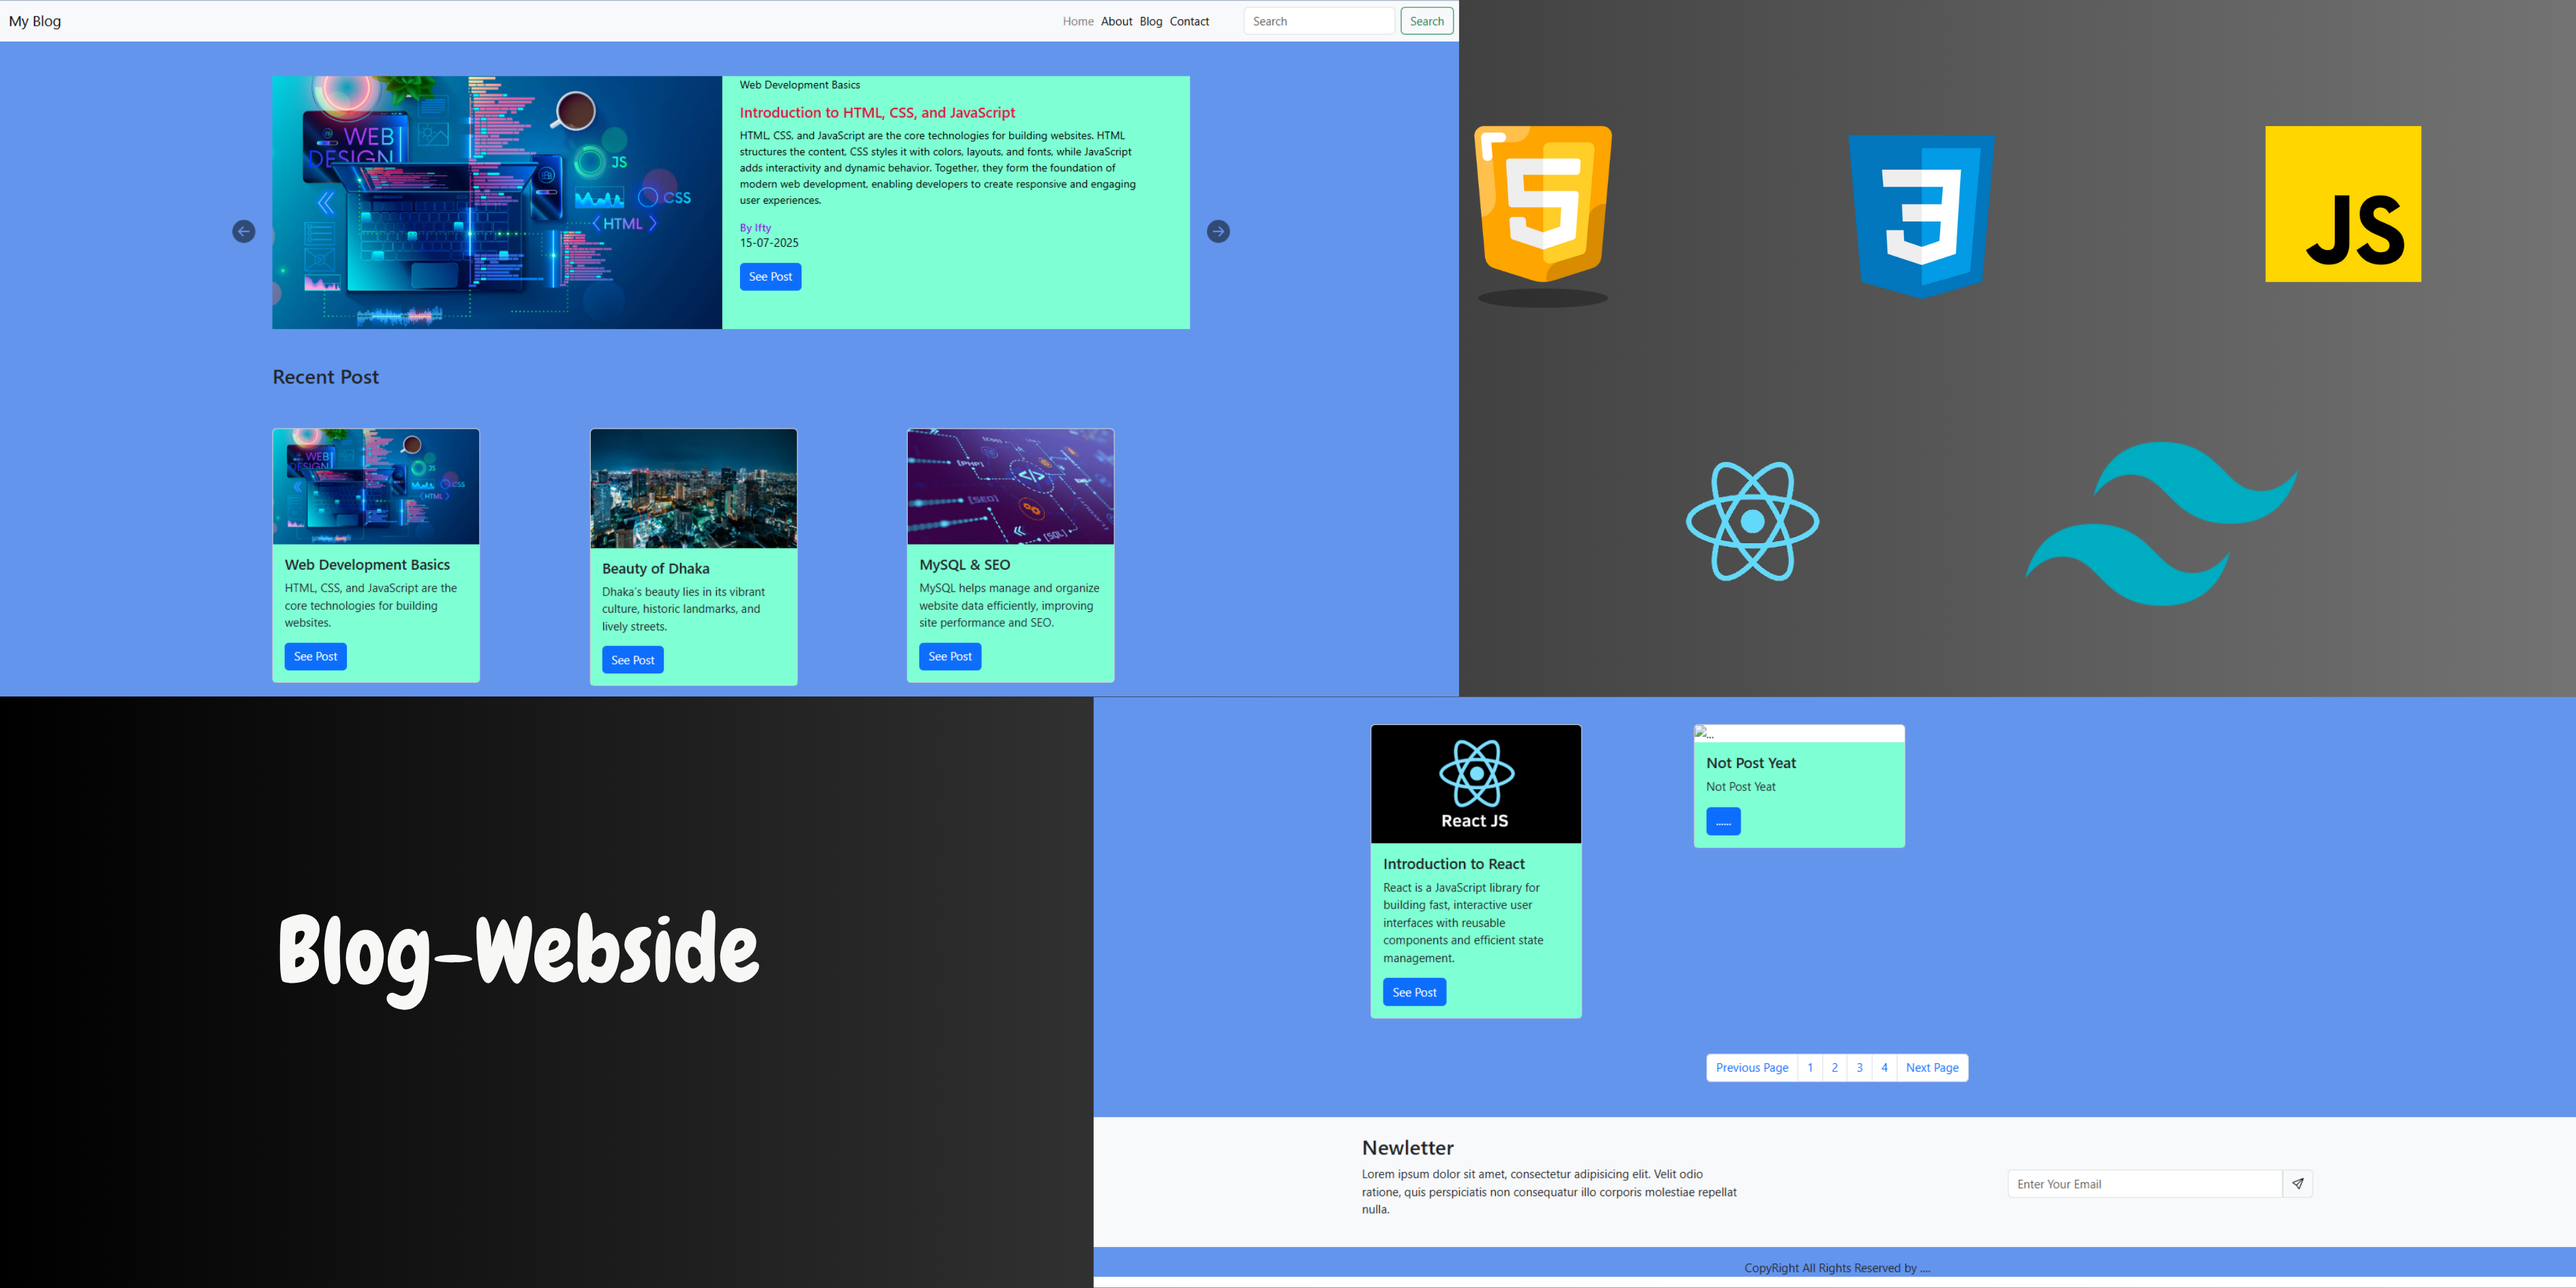 My Blog
Home About Blog Contact
Search
Search
WEB
DESIGN
JS
CSS
HTML
Web Development Basics
Introduction to HTML, CSS, and JavaScript
HTML, CSS, and JavaScript are the core technologies for building websites. HTML
structures the content, CSS styles it with colors, layouts, and fonts, while JavaScript
adds interactivity and dynamic behavior. Together, they form the foundation of
modern web development, enabling developers to create responsive and engaging
user experiences.
By Ifty
15-07-2025
See Post
5
3
JS
Recent Post
WEB
DESIGN
JS
CSS
HTML
Web Development Basics
HTML, CSS, and JavaScript are the
core technologies for building
websites.
See Post
Beauty of Dhaka
Dhaka's beauty lies in its vibrant
culture, historic landmarks, and
lively streets.
See Post
[PHP]
</>
[SEO]
[SQL]
MySQL & SEO
MySQL helps manage and organize
website data efficiently, improving
site performance and SEO.
See Post
Blog-Webside
React JS
Introduction to React
React is a JavaScript library for
building fast, interactive user
interfaces with reusable
components and efficient state
management.
See Post
...
Not Post Yeat
Not Post Yeat
......
Previous Page 1 2 3 4 Next Page
Newletter
Lorem ipsum dolor sit amet, consectetur adipisicing elit. Velit odio
ratione, quis perspiciatis non consequatur illo corporis molestiae repellat
nulla.
Enter Your Email
CopyRight All Rights Reserved by ....